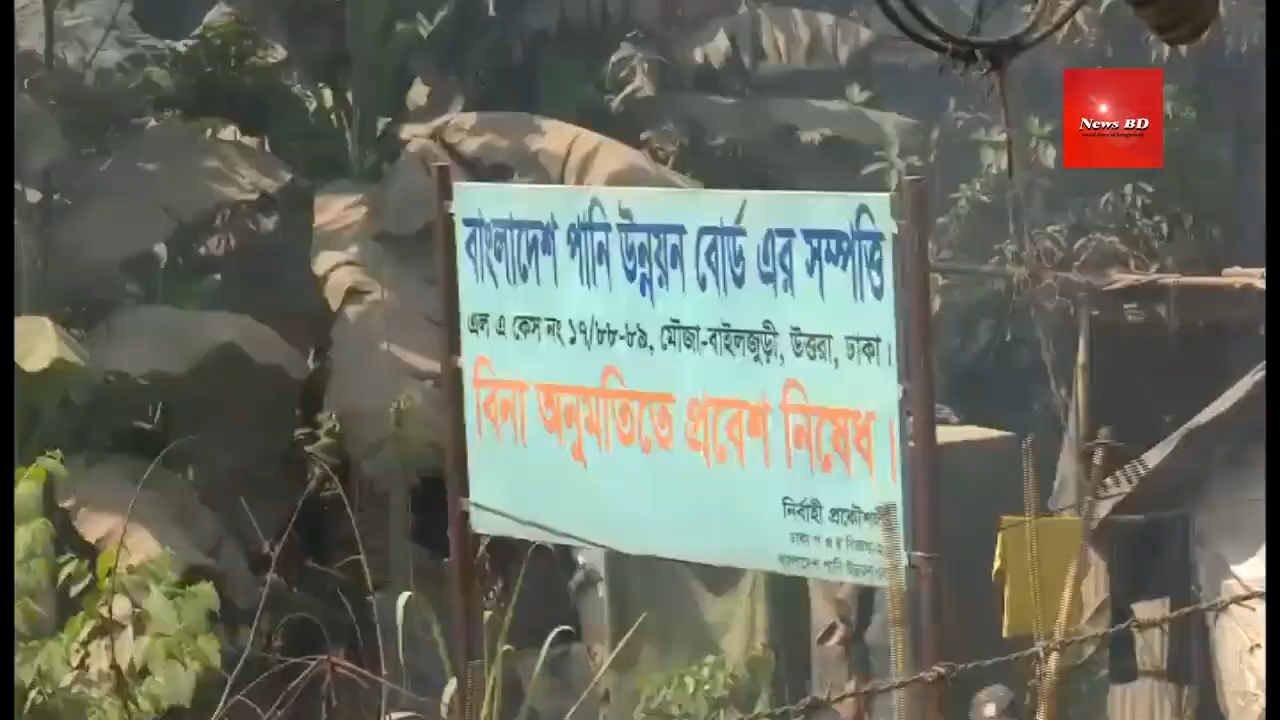 News BD
বাংলাদেশ পানি উন্নয়ন বোর্ড এর সম্পত্তি
এল এ কেস নং ১৭/৮৮-৮৯, মৌজা-বাইলজুড়ী, উত্তরা, ঢাকা।
বিনা অনুমতিতে প্রবেশ নিষেধ।
নির্বাহী
ঢাকা
বাংলাদেশ পানি